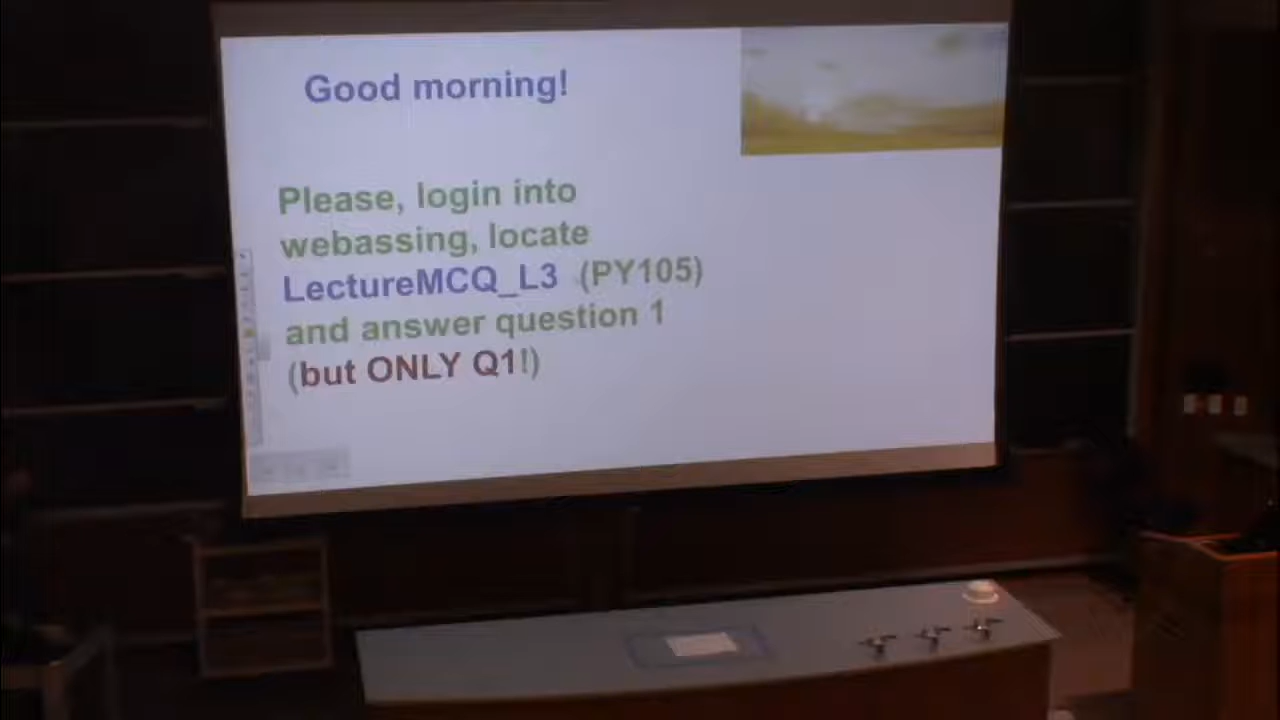 Good morning!
Please, login into
webassing, locate
LectureMCQ_L3 (PY105)
and answer question 1
(but ONLY Q1!)